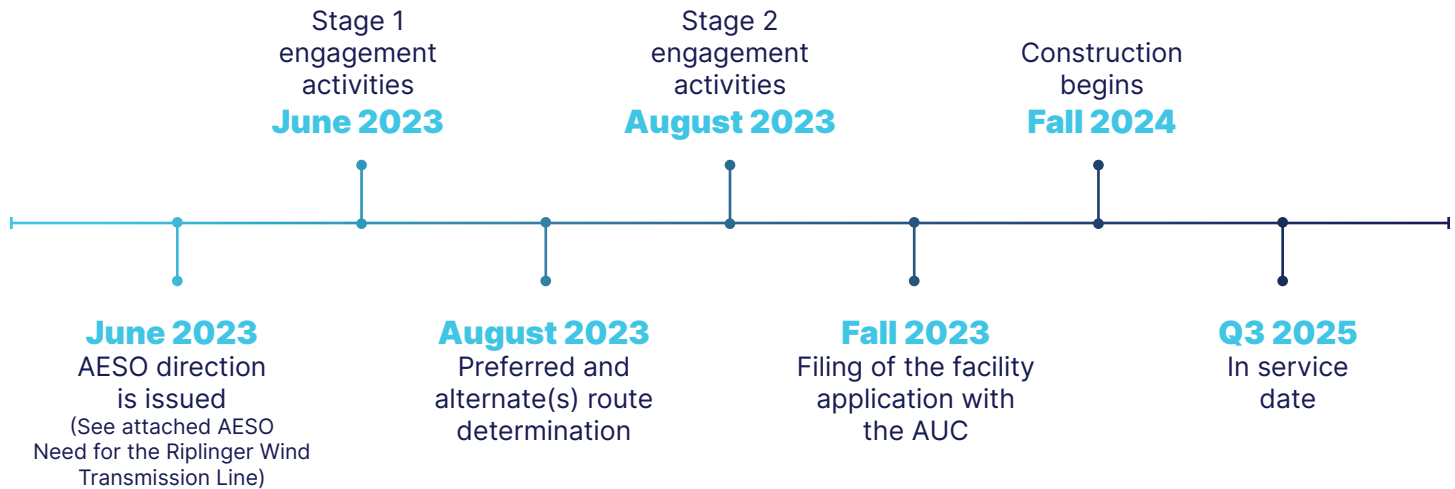 Stage 1
engagement
activities
June 2023
Stage 2
engagement
activities
August 2023
Construction
begins
Fall 2024
June 2023
AESO direction
is issued
(See attached AESO
Need for the Riplinger Wind
Transmission Line)
August 2023
Preferred and
alternate(s) route
determination
Fall 2023
Filing of the facility
application with
the AUC
Q3 2025
In service
date